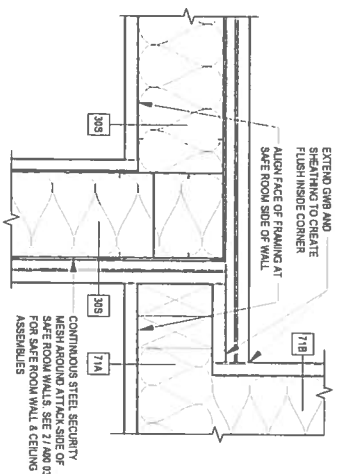 EXTEND GWB AND
SHEATHING TO CREATE
FLUSH INSIDE CORNER
ALIGN FACE OF FRAMING AT
SAFE ROOM SIDE OF WALL
71B
30S
30S
71A
CONTINUOUS STEEL SECURITY
MESH AROUND ATTACK-SIDE OF
SAFE ROOM WALLS. SEE 2 / A80 03
FOR SAFE ROOM WALL & CEILING
ASSEMBLIES